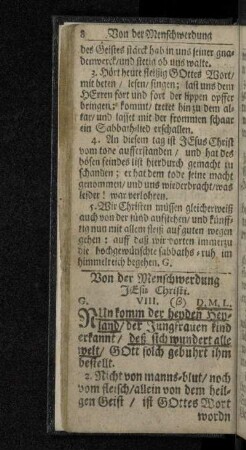 8 Von der Menschwerdung
des Geistes starck hab in uns seiner gna-
denwerck/und stetig ob uns walte.
3. Hört heute fleissig GOttes Wort/
mit beten/ lesen/ singen; last uns dem
HErren fort und fort der lippen opffer
bringen: kommt/ trettet hin zu dem al-
tar/und lasset mit der frommen schaar
ein Sabbathslied erschallen.
4. An diesem tag ist JEsus Christ
vom tode aufferstanden/ und hat des
bösen feindes list hierdurch gemacht zu
schanden; er hat dem tode seine macht
genommen/und uns wiederbracht/was
leider! war verlohren.
5. Wir Christen müssen gleicherweiß
auch von der sünd aufstehen/ und künff-
tig nun mit allem fleiß auf guten wegen
gehen: auff daß wir dorten immerzu
die hochgewünschte sabbaths-ruh im
himmelreich begehen. G.
Von der Menschwerdung
JEsu Christi.
G. VIII. (3) D. M. L.
NUn komm der heyden Hey-
land/ der Jungfrauen kind
erkannt/ deß sich wundert alle
welt/ GOtt solch geburt ihm
bestellt.
2. Nicht von manns-blut/ noch
vom fleisch/allein von dem heil-
gen Geist/ ist GOttes Wort
wordn